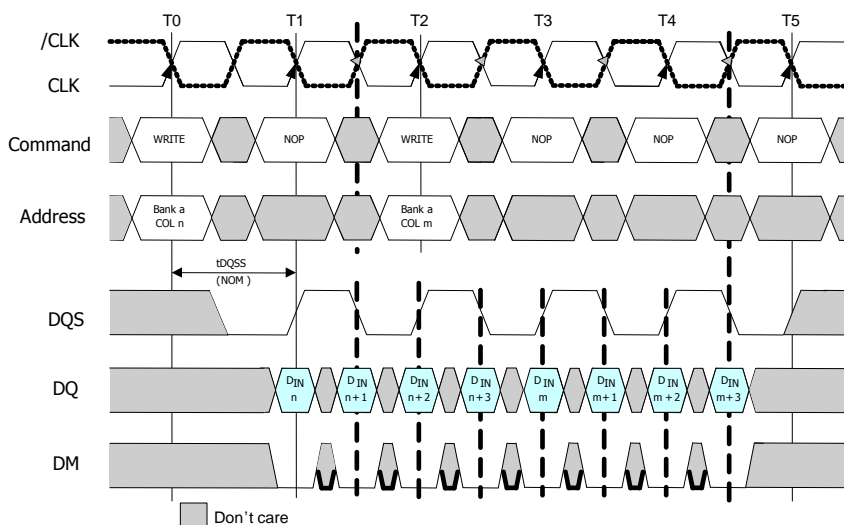 T0 T1 T2 T3 T4 T5
/CLK
CLK
Command WRITE NOP WRITE NOP NOP NOP
Address Bank a COL n Bank a COL m
tDQSS
(NOM )
DQS
DQ DIN n DIN n+1 DIN n+2 DIN n+3 DIN m DIN m+1 DIN m+2 DIN m+3
DM
Don't care